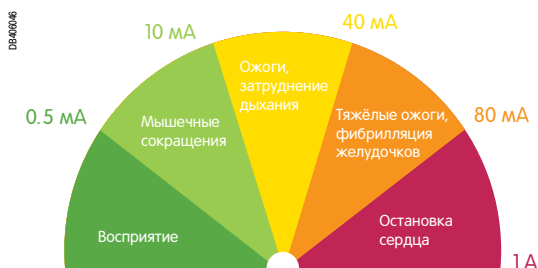 DB406046
10 мА
40 мА
Ожоги,
затруднение
дыхания
0.5 мА
Мышечные
сокращения
Тяжёлые ожоги,
фибрилляция
желудочков
80 мА
Восприятие
Остановка
сердца
1 А